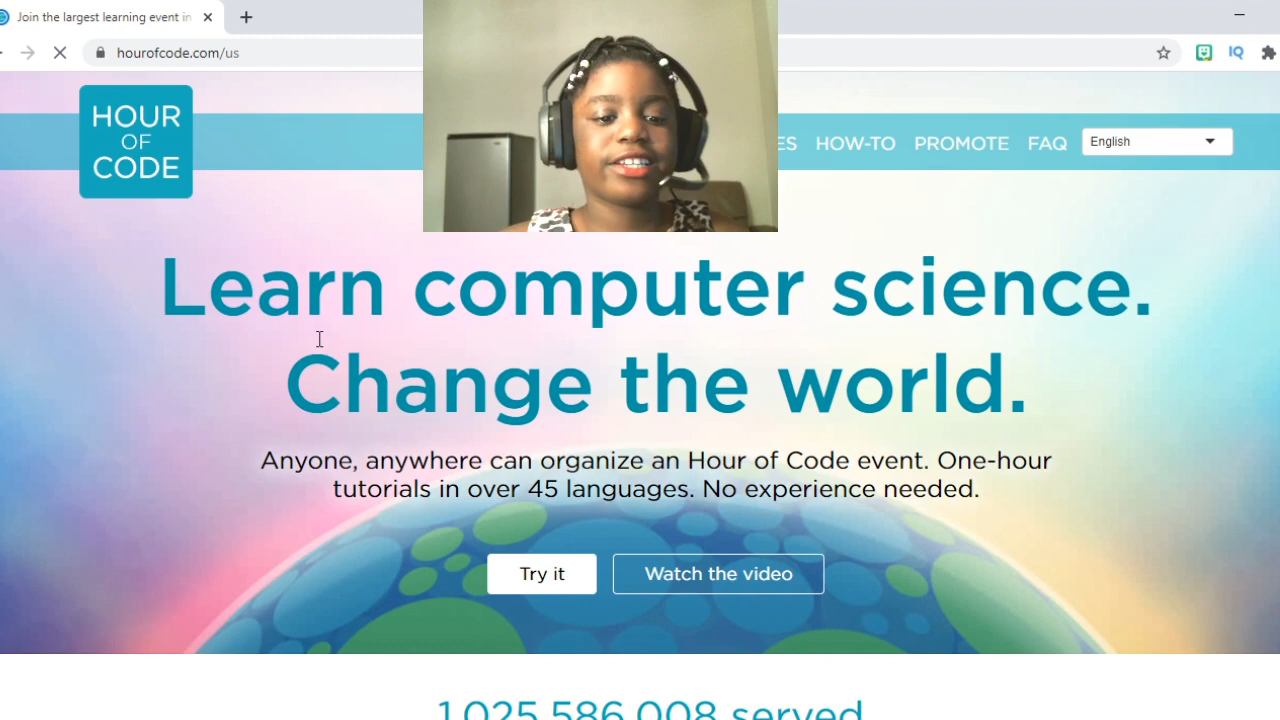 Join the largest learning event in
hourofcode.com/us
IQ
HOUR
OF
CODE
HOW-TO
PROMOTE
FAQ
English
Learn computer science.
Change the world.
Anyone, anywhere can organize an Hour of Code event. One-hour
tutorials in over 45 languages. No experience needed.
Try it
Watch the video
1,025,586,008 served